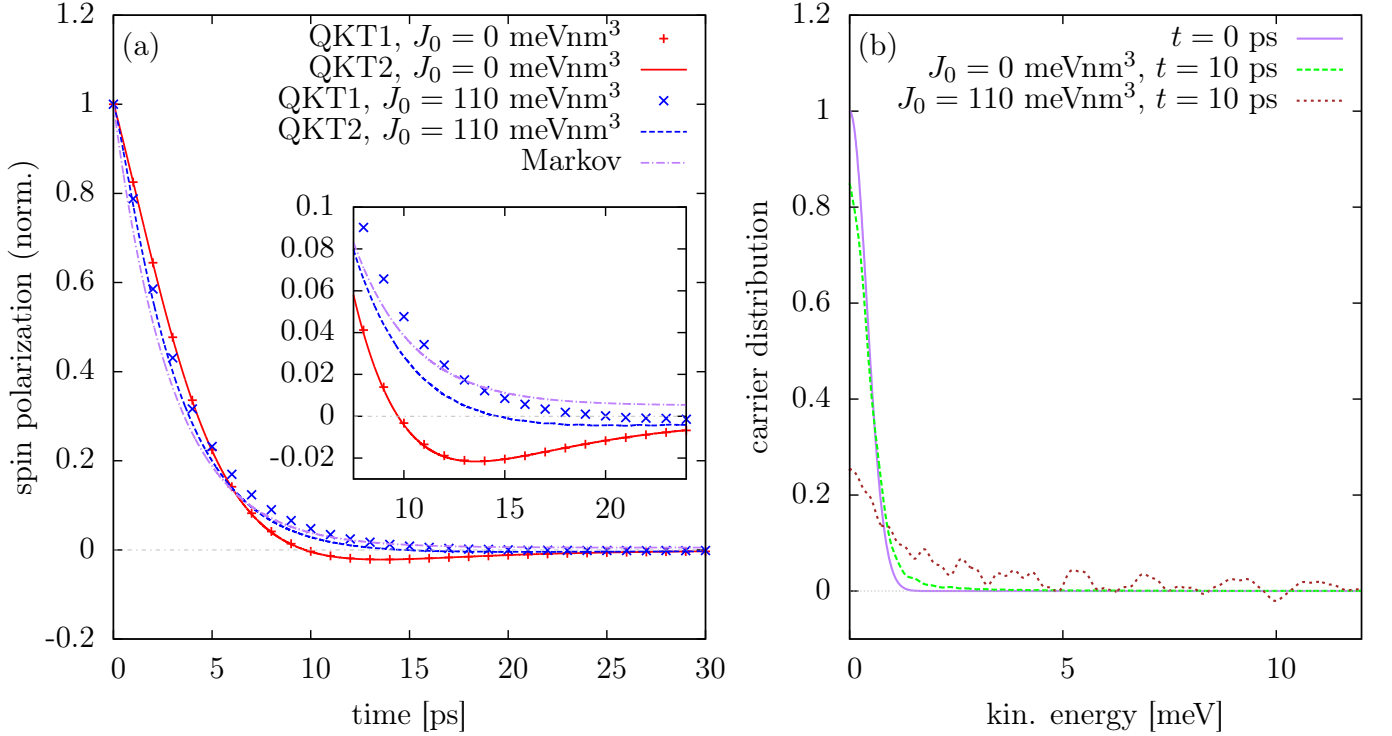 (a)
QKT1, J₀ = 0 meVnm³
QKT2, J₀ = 0 meVnm³
QKT1, J₀ = 110 meVnm³
QKT2, J₀ = 110 meVnm³
Markov
1.2
1
0.8
0.6
0.4
0.2
0
-0.2
spin polarization (norm.)
0.1
0.08
0.06
0.04
0.02
0
-0.02
10 15 20
0 5 10 15 20 25 30
time [ps]
(b)
t = 0 ps
J₀ = 0 meVnm³, t = 10 ps
J₀ = 110 meVnm³, t = 10 ps
1.2
1
0.8
0.6
0.4
0.2
0
carrier distribution
0 5 10
kin. energy [meV]